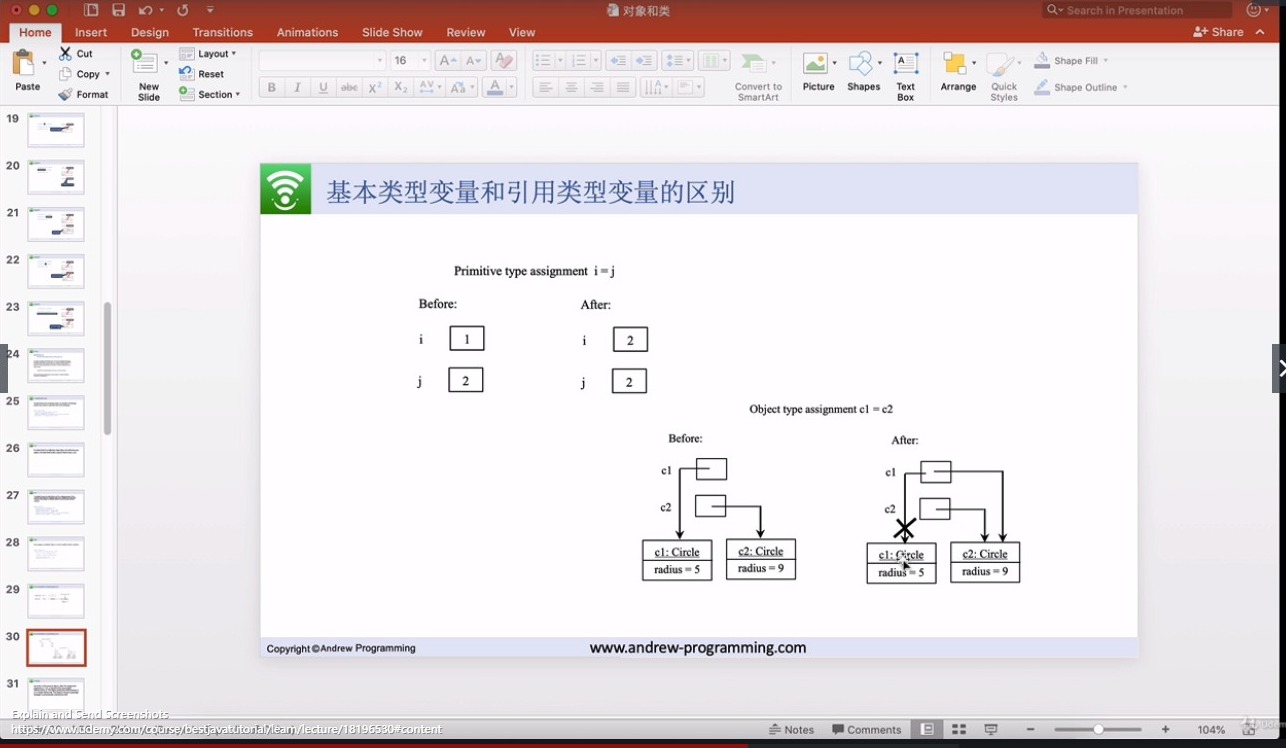 对象和类
Search in Presentation
Home Insert Design Transitions Animations Slide Show Review View
Share
Paste
Cut
Copy
Format
New Slide
Layout
Reset
Section
16
B I U abc X² X₂ AV Aa A
Convert to SmartArt
Picture
Shapes
Text Box
Arrange
Quick Styles
Shape Fill
Shape Outline
19
20
21
22
23
24
25
26
27
28
29
30
31
基本类型变量和引用类型变量的区别
Primitive type assignment i = j
Before: After:
i 1 i 2
j 2 j 2
Object type assignment c1 = c2
Before: After:
c1 c1
c2 c2
c1: Circle c2: Circle c1: Circle c2: Circle
radius = 5 radius = 9 radius = 5 radius = 9
Copyright ©Andrew Programming
www.andrew-programming.com
Explain and Send Screenshots
https://www.udemy.com/course/bestjavatutorial/learn/lecture/18196530#content
Notes Comments 104%